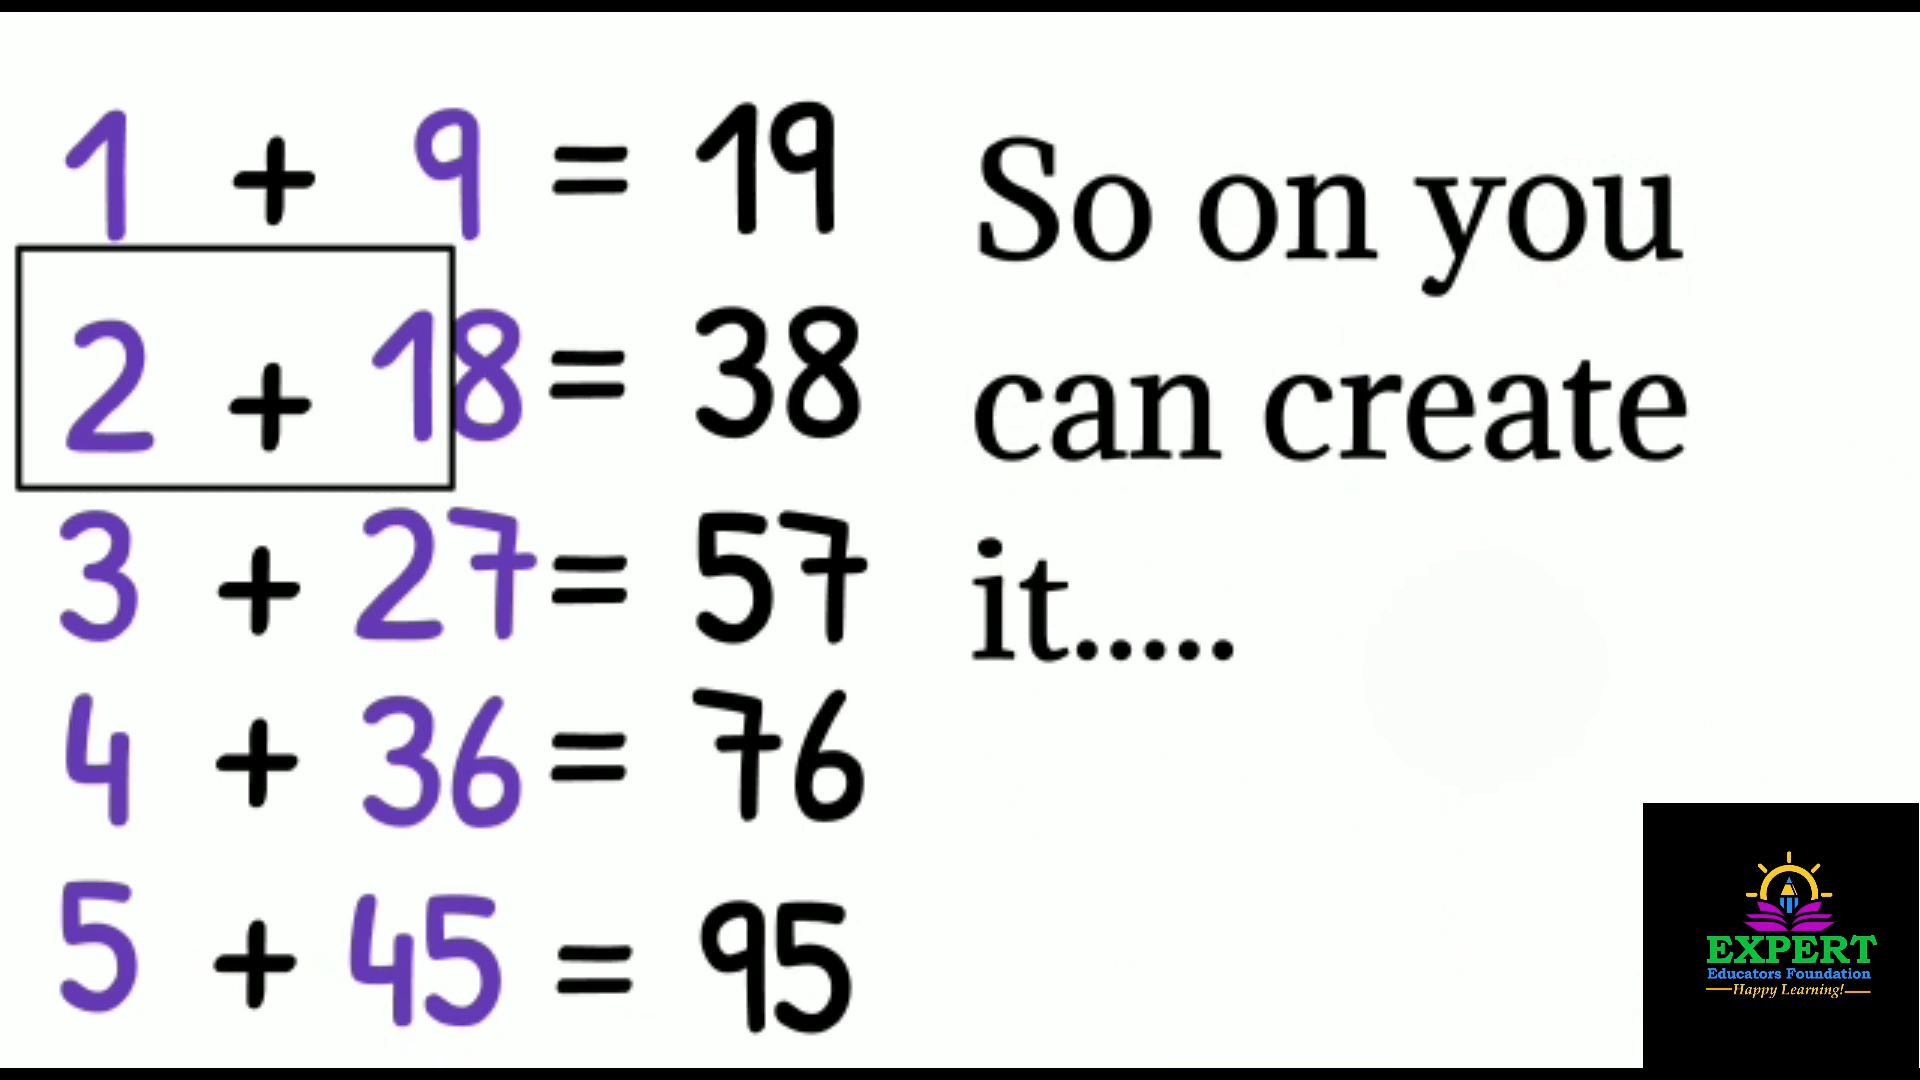 1 + 9 = 19
2 + 18 = 38
3 + 27 = 57
4 + 36 = 76
5 + 45 = 95
So on you
can create
it.....
EXPERT
Educators Foundation
Happy Learning!